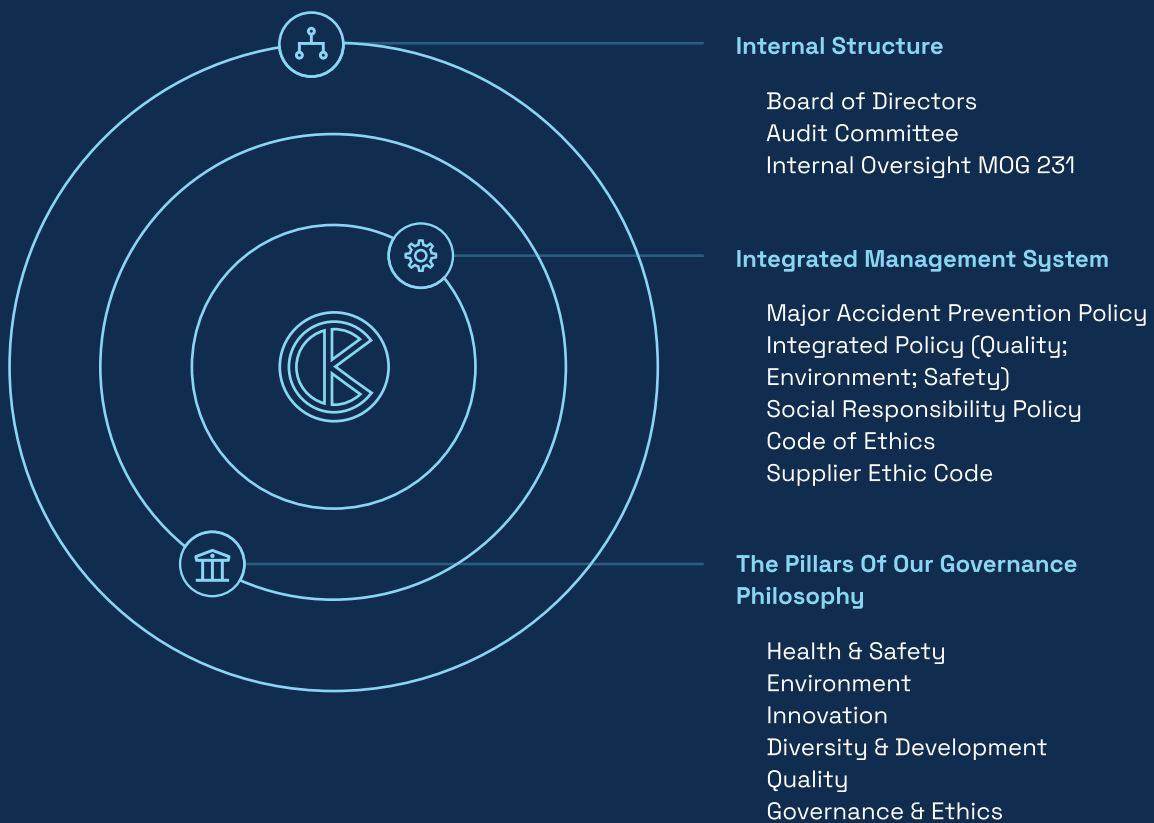 Internal Structure
Board of Directors
Audit Committee
Internal Oversight MOG 231
Integrated Management System
Major Accident Prevention Policy
Integrated Policy (Quality;
Environment; Safety)
Social Responsibility Policy
Code of Ethics
Supplier Ethic Code
The Pillars Of Our Governance
Philosophy
Health & Safety
Environment
Innovation
Diversity & Development
Quality
Governance & Ethics